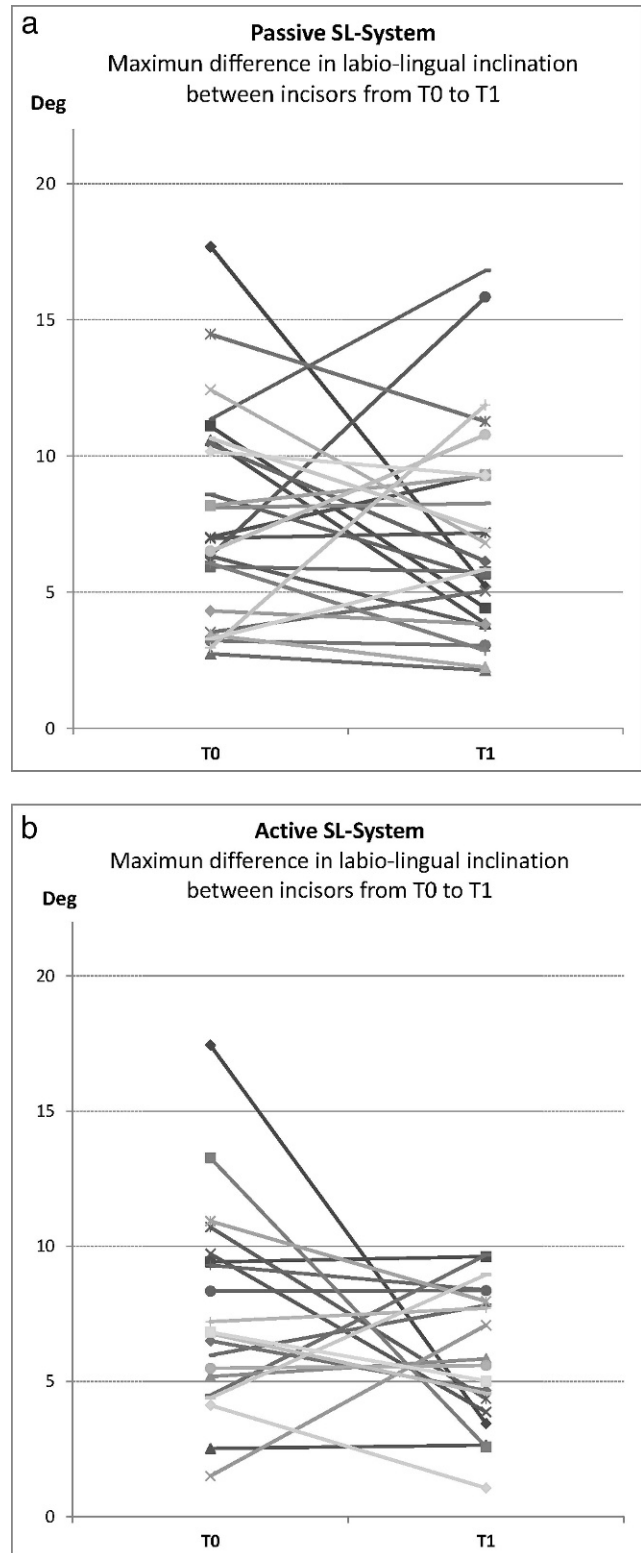 a
Passive SL-System
Maximun difference in labio-lingual inclination
between incisors from T0 to T1
Deg
20
15
10
5
0
T0 T1
b
Active SL-System
Maximun difference in labio-lingual inclination
between incisors from T0 to T1
Deg
20
15
10
5
0
T0 T1